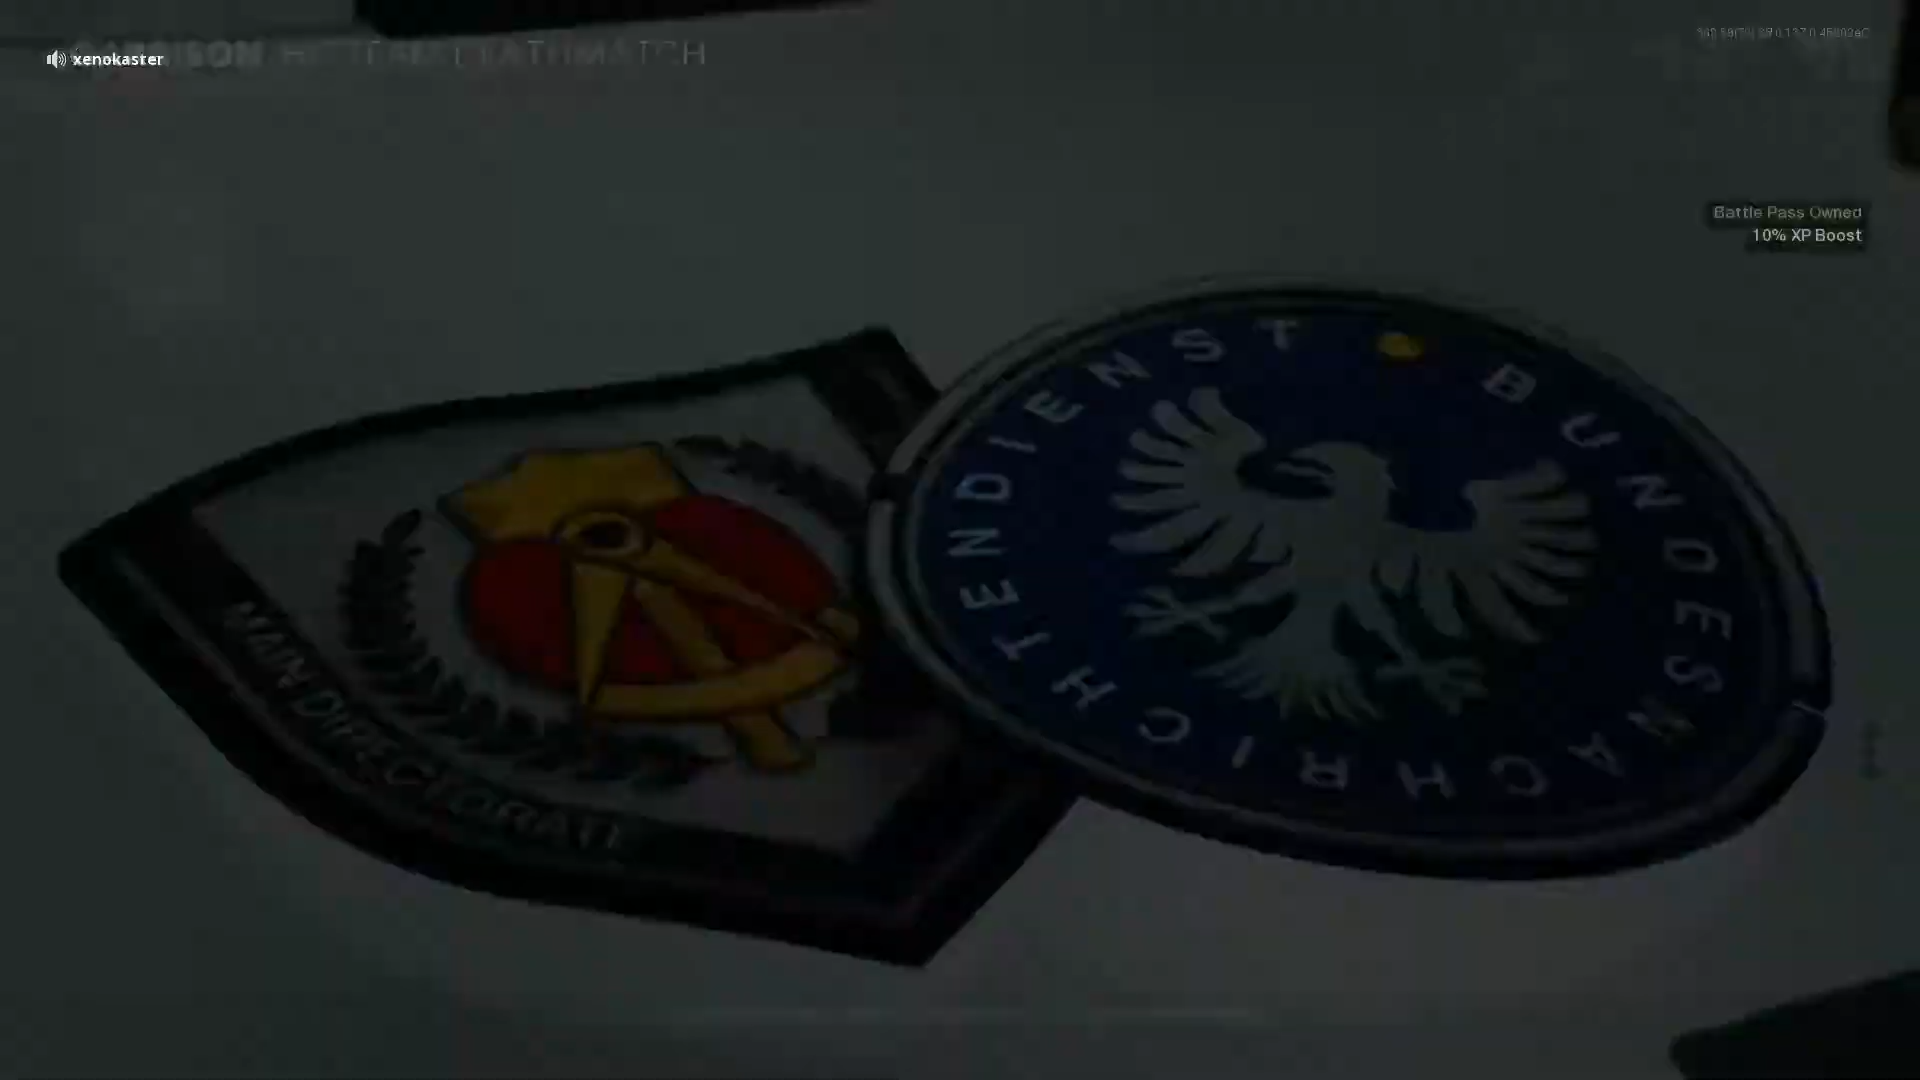 xenokaster
Battle Pass Owned
10% XP Boost
BUNDESNACHRICHTENDIENST
MAIN DIRECTORATE